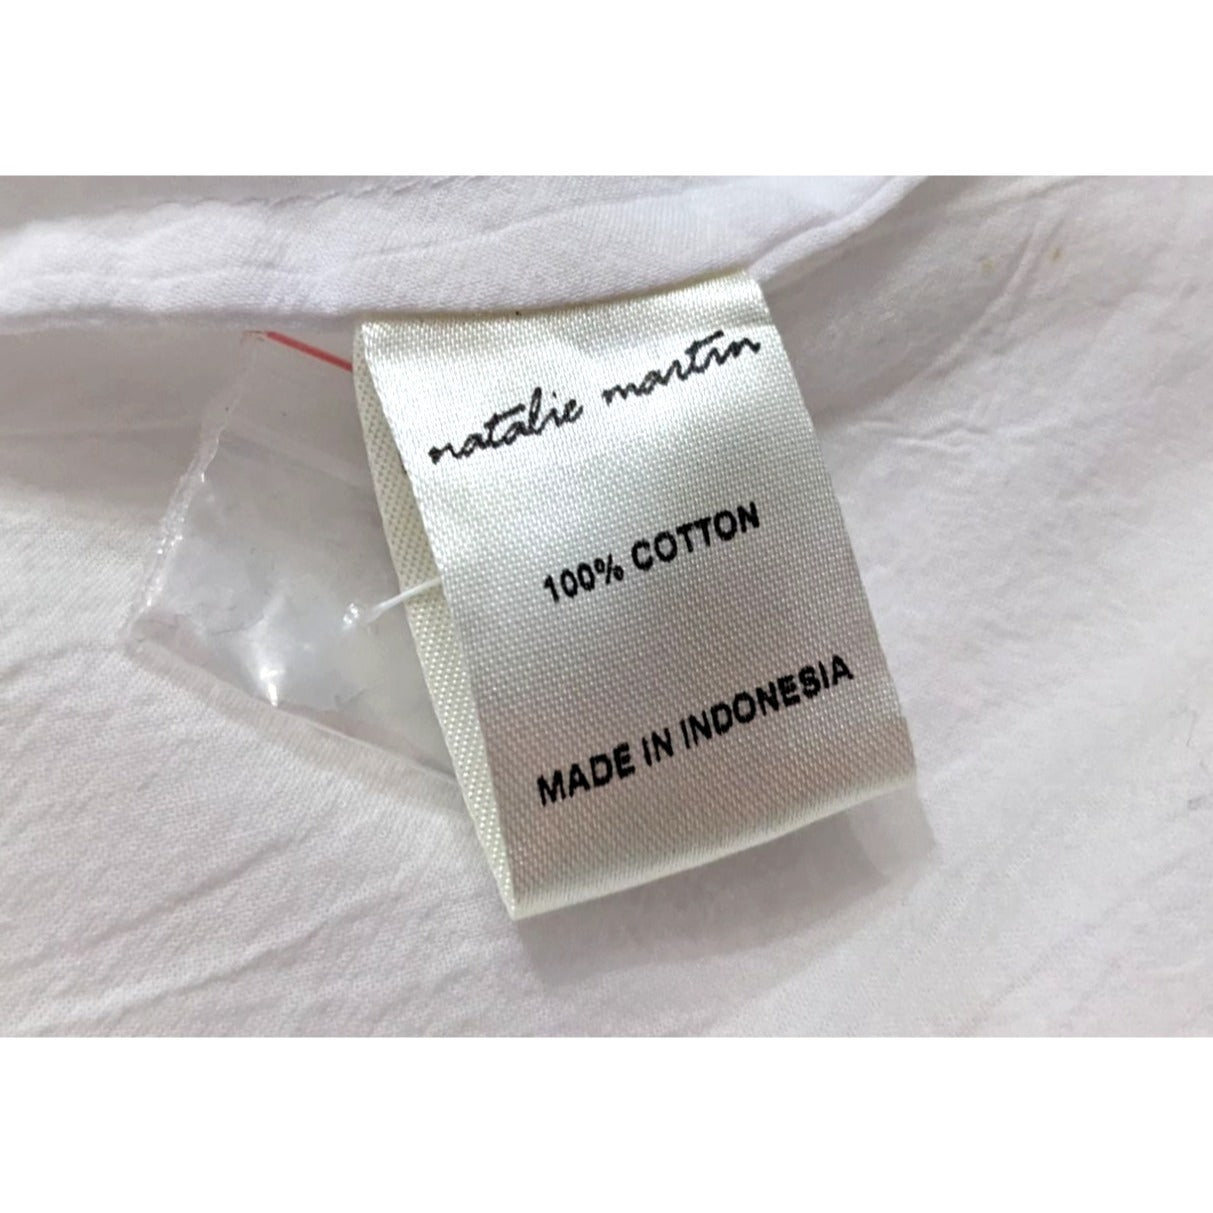 natalie martin
100% COTTON
MADE IN INDONESIA